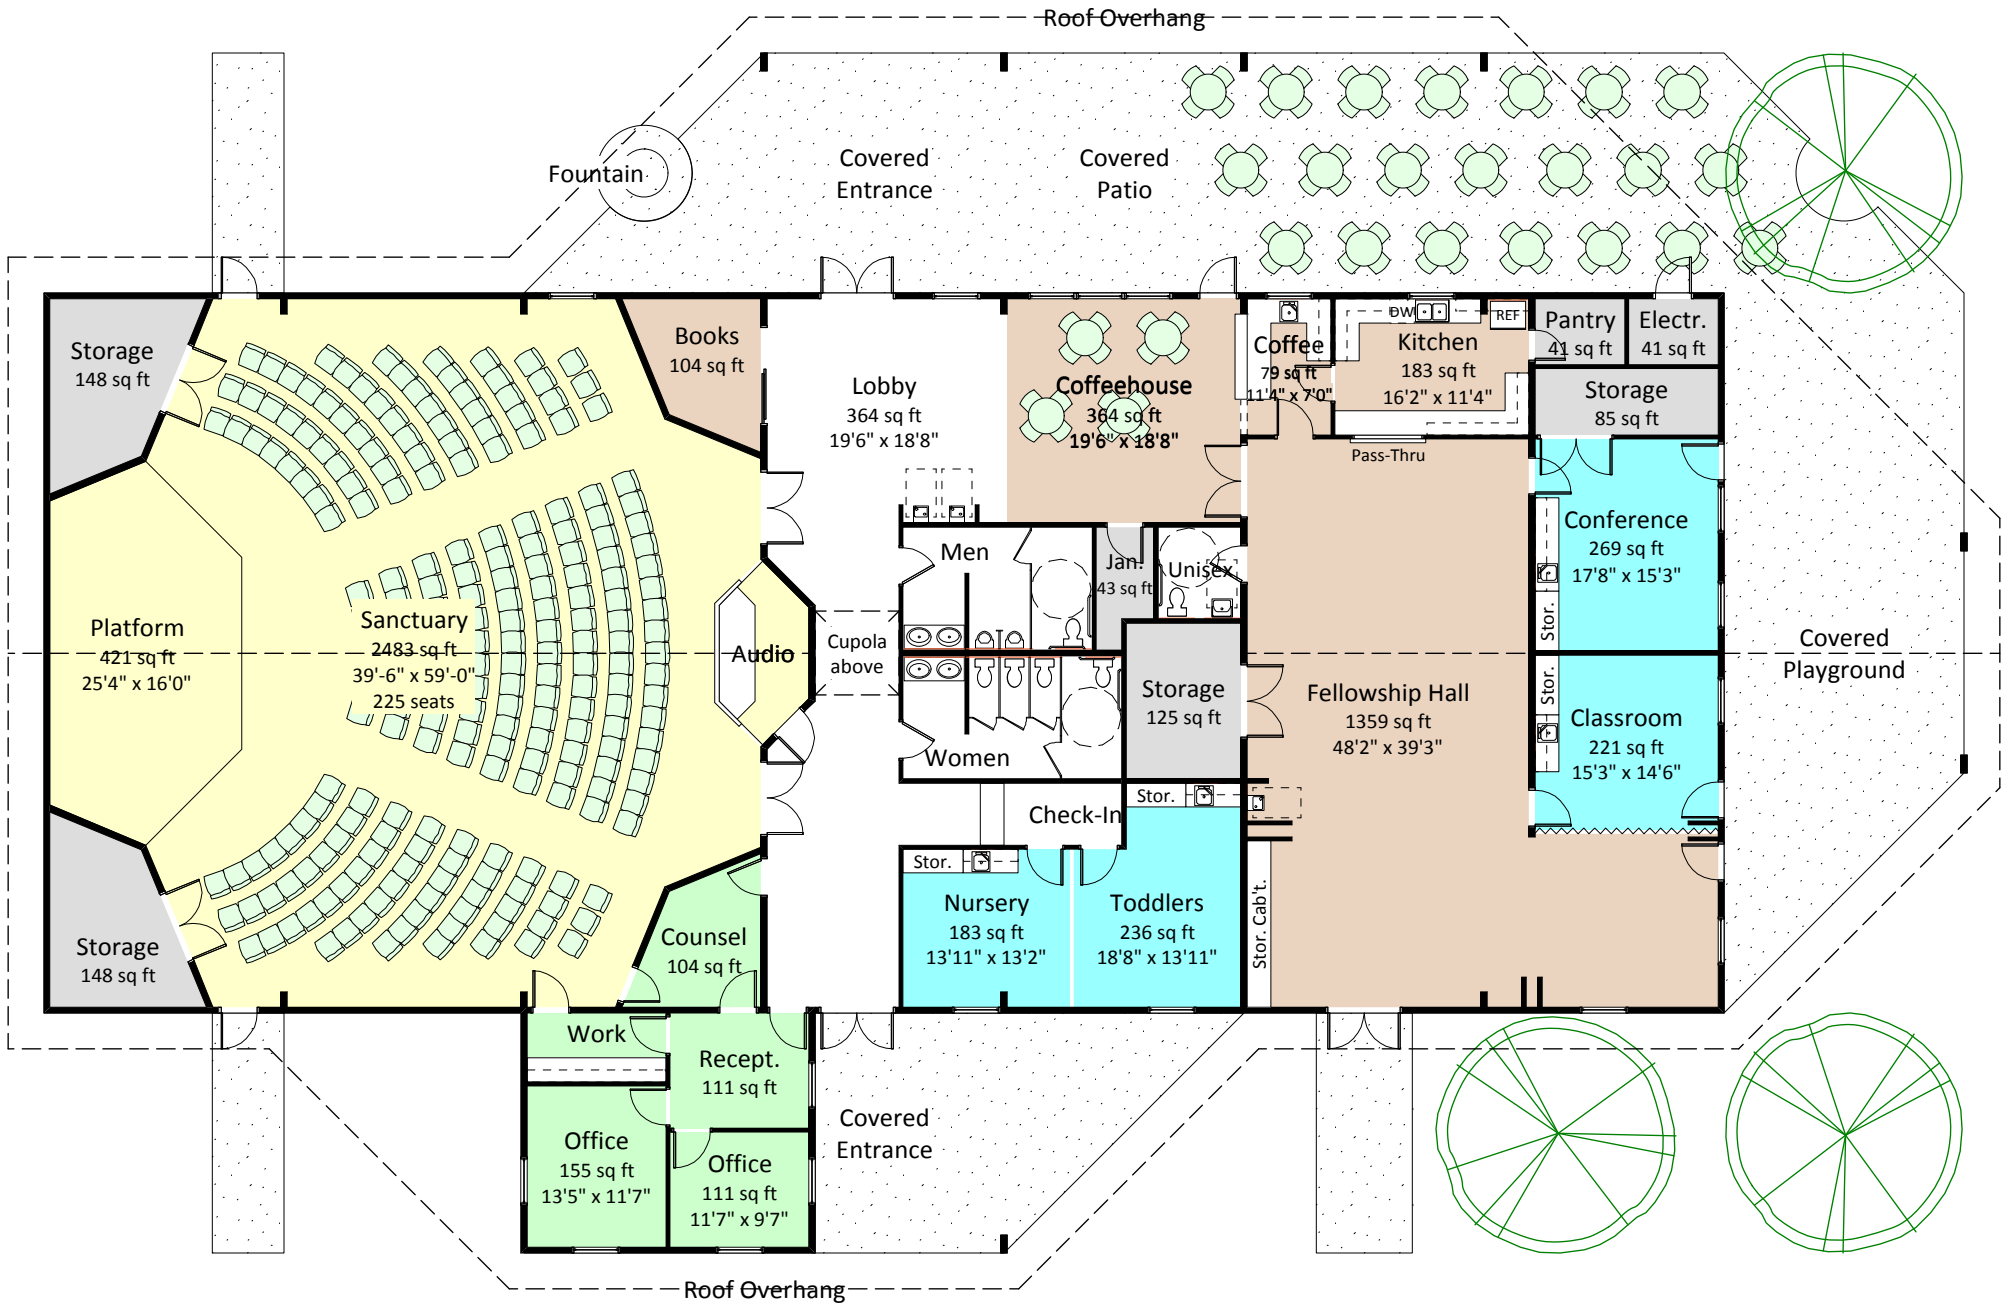 Roof Overhang
Fountain
Covered
Entrance
Covered
Patio
Storage
148 sq ft
Books
104 sq ft
Lobby
364 sq ft
19'6" x 18'8"
Coffeehouse
364 sq ft
19'6" x 18'8"
Coffee
79 sq ft
11'4" x 7'0"
DW
REF
Kitchen
183 sq ft
16'2" x 11'4"
Pass-Thru
Pantry
41 sq ft
Electr.
41 sq ft
Storage
85 sq ft
Conference
269 sq ft
17'8" x 15'3"
Stor.
Men
Jan.
43 sq ft
Unisex
Platform
421 sq ft
25'4" x 16'0"
Sanctuary
2483 sq ft
39'-6" x 59'-0"
225 seats
Audio
Cupola
above
Storage
125 sq ft
Women
Fellowship Hall
1359 sq ft
48'2" x 39'3"
Stor.
Classroom
221 sq ft
15'3" x 14'6"
Covered
Playground
Check-In
Stor.
Stor.
Nursery
183 sq ft
13'11" x 13'2"
Toddlers
236 sq ft
18'8" x 13'11"
Stor. Cab't.
Storage
148 sq ft
Counsel
104 sq ft
Work
Recept.
111 sq ft
Office
155 sq ft
13'5" x 11'7"
Office
111 sq ft
11'7" x 9'7"
Covered
Entrance
Roof Overhang